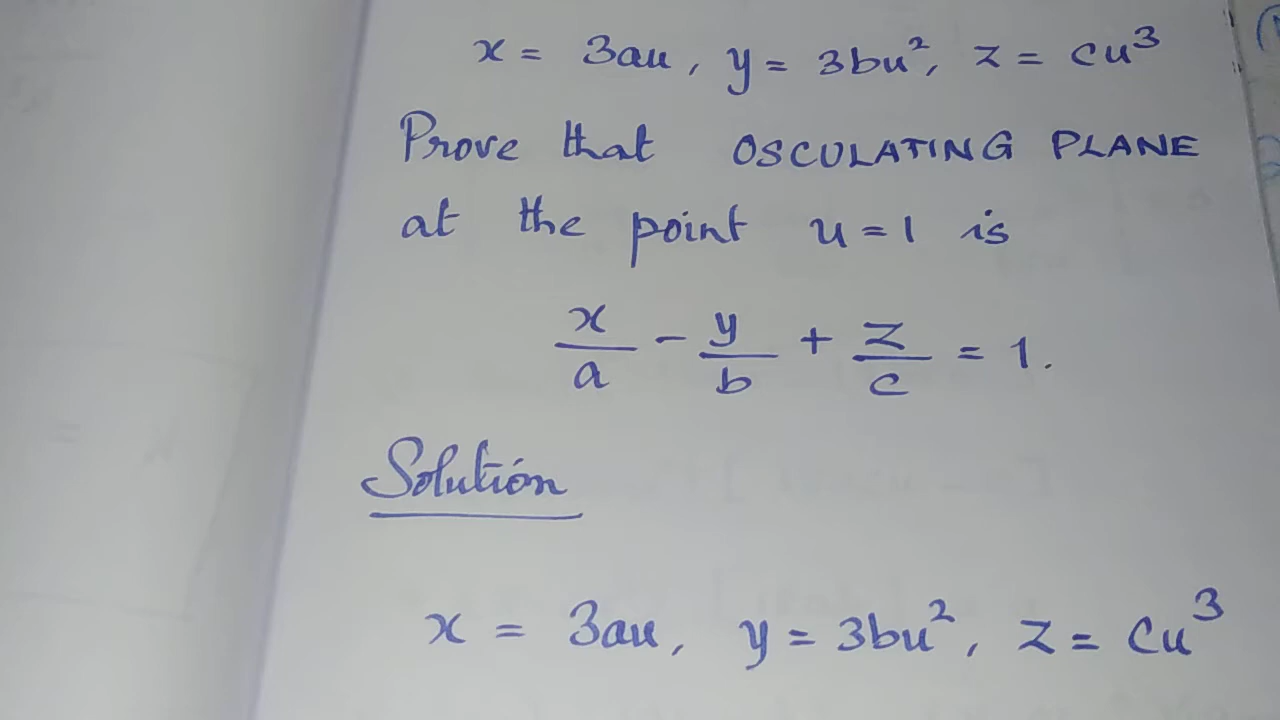 x = 3au, y = 3bu², z = cu³
Prove that OSCULATING PLANE
at the point u = 1 is
x/a - y/b + z/c = 1.
Solution
x = 3au, y = 3bu², z = cu³